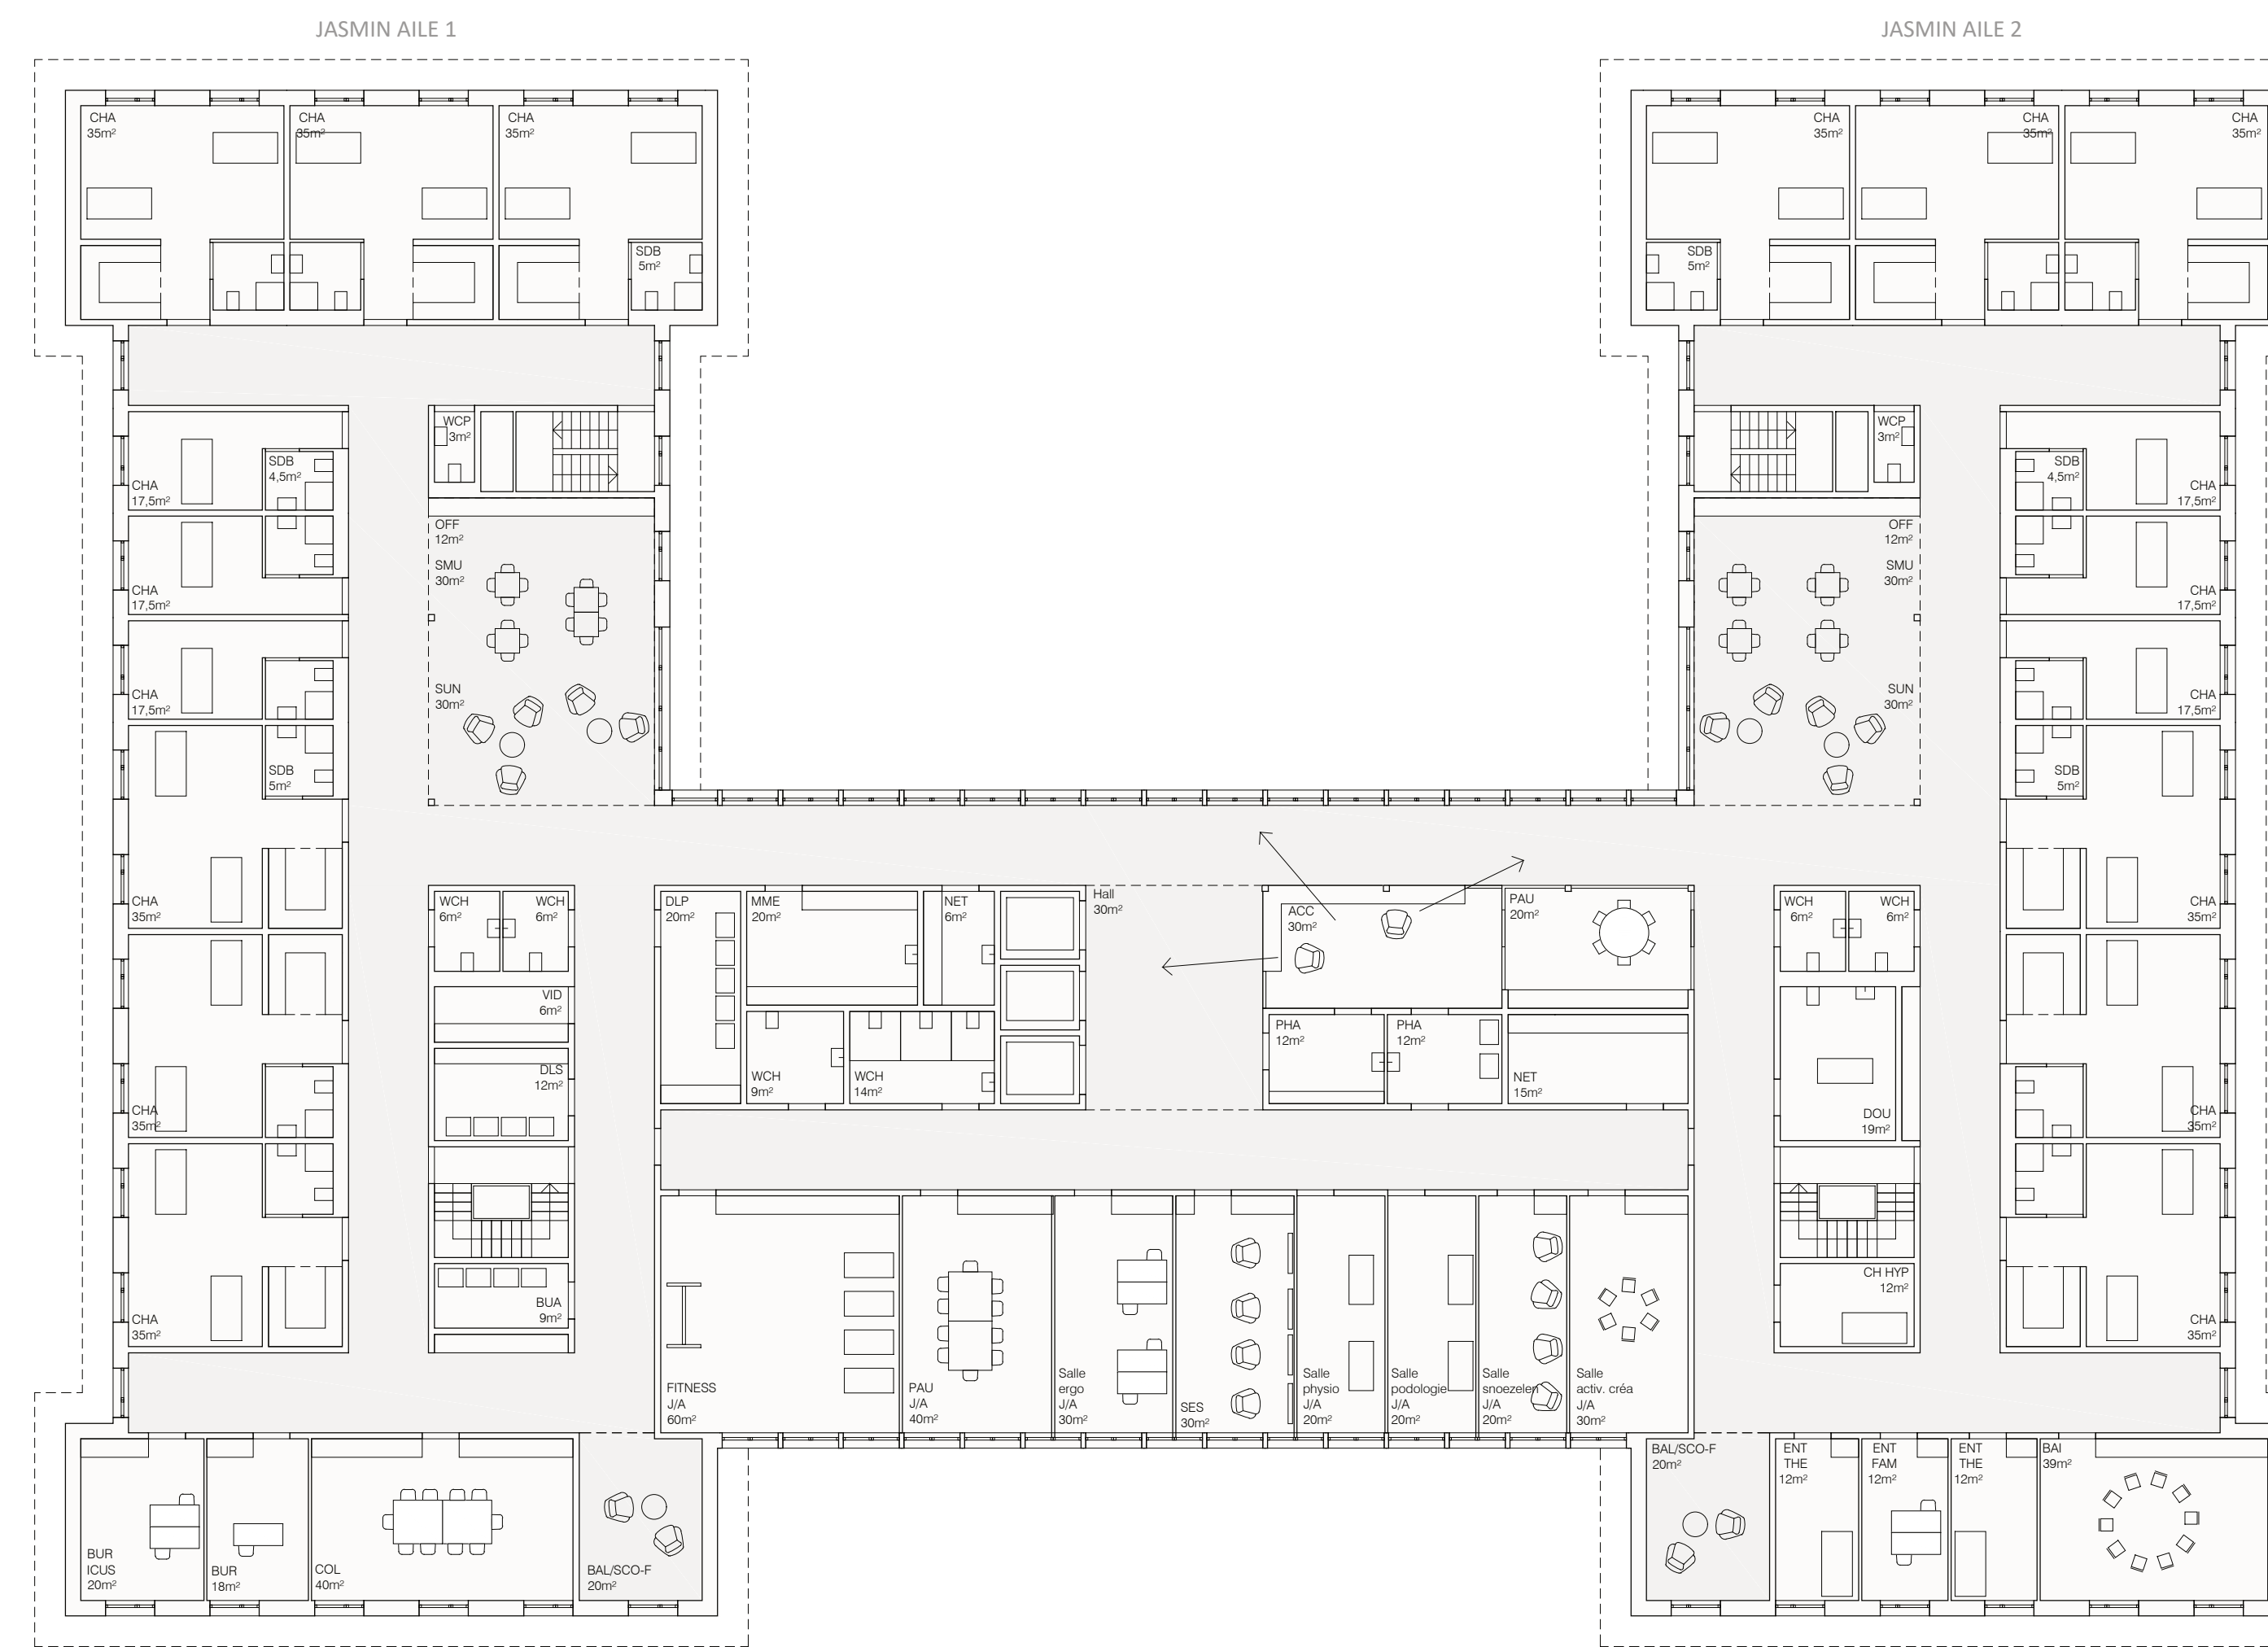 JASMIN AILE 1
JASMIN AILE 2
CHA
35m²
CHA
35m²
CHA
35m²
CHA
35m²
CHA
35m²
CHA
35m²
SDB
5m²
SDB
5m²
WCP
3m²
WCP
3m²
SDB
4,5m²
CHA
17,5m²
SDB
4,5m²
CHA
17,5m²
OFF
12m²
SMU
30m²
OFF
12m²
SMU
30m²
CHA
17,5m²
CHA
17,5m²
CHA
17,5m²
SUN
30m²
SUN
30m²
CHA
17,5m²
SDB
5m²
SDB
5m²
CHA
35m²
WCH
6m²
WCH
6m²
DLP
20m²
MME
20m²
NET
6m²
Hall
30m²
ACC
30m²
PAU
20m²
WCH
6m²
WCH
6m²
CHA
35m²
VID
6m²
PHA
12m²
PHA
12m²
DLS
12m²
WCH
9m²
WCH
14m²
NET
15m²
CHA
35m²
DOU
19m²
CHA
35m²
CH HYP
12m²
BUA
9m²
CHA
35m²
CHA
35m²
FITNESS
J/A
60m²
PAU
J/A
40m²
Salle
ergo
J/A
30m²
SES
30m²
Salle
physio
J/A
20m²
Salle
podologie
J/A
20m²
Salle
snoezelen
J/A
20m²
Salle
activ. créa
J/A
30m²
BUR
ICUS
20m²
BUR
18m²
COL
40m²
BAL/SCO-F
20m²
BAL/SCO-F
20m²
ENT
THE
12m²
ENT
FAM
12m²
ENT
THE
12m²
BAI
39m²